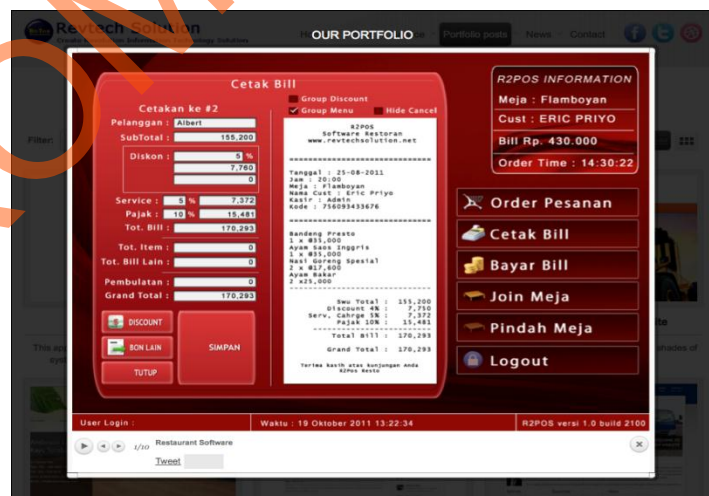 Revtech Solution
OUR PORTFOLIO
Portfolio posts
News
Contact
Filter:
Cetak Bill
Cetakan ke #2
Pelanggan : Albert
SubTotal : 155,200
Diskon : 5 %
7,760
0
Service : 5 % 7,372
Pajak : 10 % 15,481
Tot. Bill : 170,293
Tot. Item : 0
Tot. Bill Lain : 0
Pembulatan : 0
Grand Total : 170,293
DISCOUNT
BON LAIN
TUTUP
SIMPAN
Group Discount
Group Menu
Hide Cancel
R2POS
Software Restoran
www.revtechsolution.net
Tanggal : 25-08-2011
Jam : 20:00
Meja : Flamboyan
Nama Cust : Eric Priyo
Kasir : Admin
Kode : 756093433676
Bandeng Presto
1 x @35,000
Ayam Saos Inggris
1 x @35,000
Nasi Goreng Spesial
2 x @17,600
Ayam Bakar
2 x25,000
Swu Total : 155,200
Discount 4% : 7,750
Serv, Cahrge 5% : 7,372
Pajak 10% : 15,481
Total Bill : 170,293
Grand Total : 170,293
Terima kasih atas kunjungan Anda
R2Pos Resto
R2POS INFORMATION
Meja : Flamboyan
Cust : ERIC PRIYO
Bill Rp. 430.000
Order Time : 14:30:22
Order Pesanan
Cetak Bill
Bayar Bill
Join Meja
Pindah Meja
Logout
User Login :
Waktu : 19 Oktober 2011 13:22:34
R2POS versi 1.0 build 2100
1/10
Restaurant Software
Tweet
This app
shades of